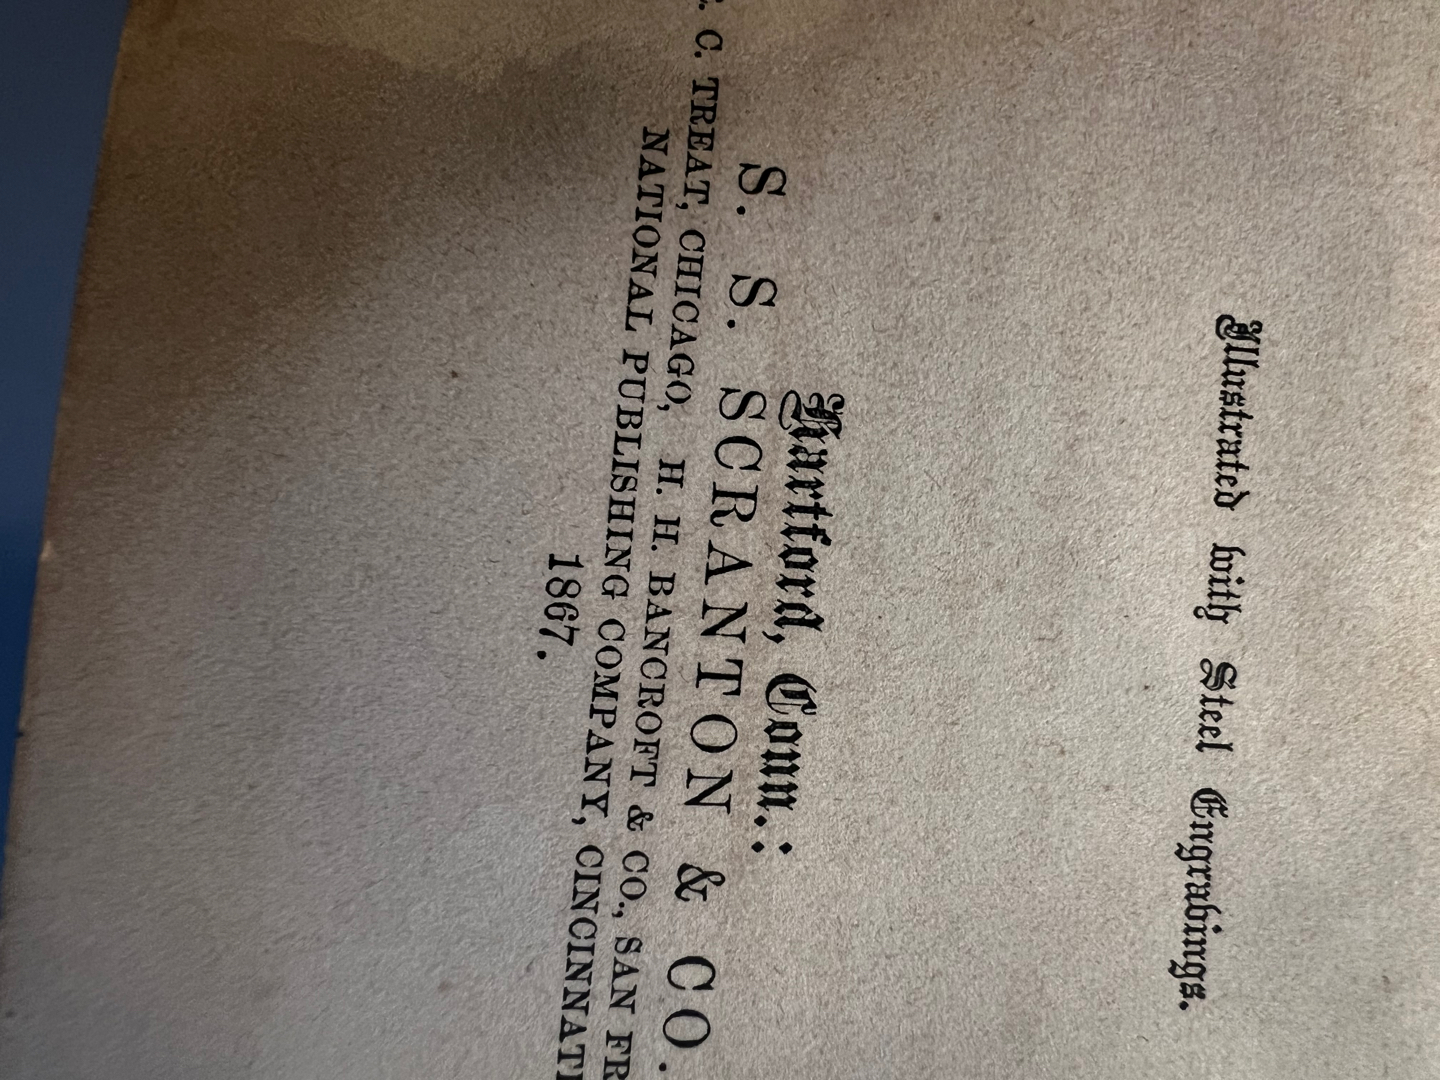 Illustrated with Steel Engravings.
Hartford, Conn.:
S. S. SCRANTON & CO.
C. TREAT, CHICAGO, H. H. BANCROFT & CO., SAN FR
NATIONAL PUBLISHING COMPANY, CINCINNATI
1867.